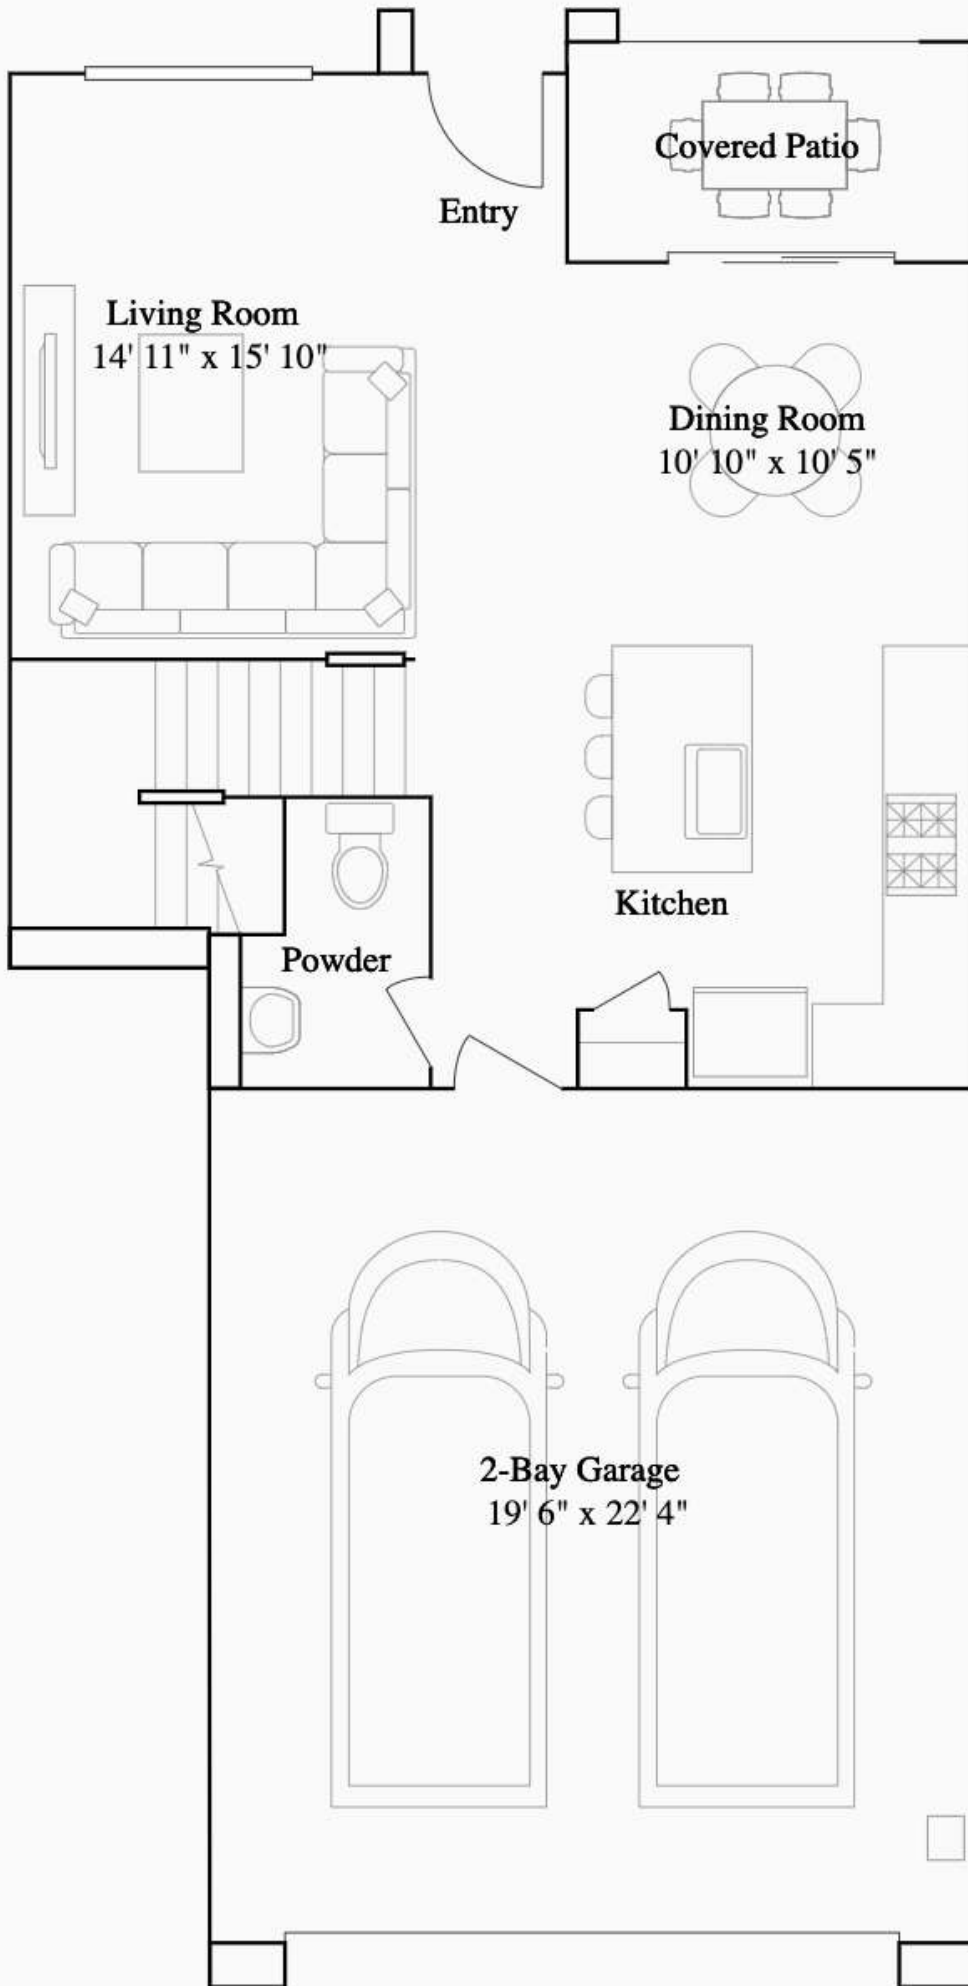 Covered Patio
Entry
Living Room
14' 11" x 15' 10"
Dining Room
10' 10" x 10' 5"
Kitchen
Powder
2-Bay Garage
19' 6" x 22' 4"